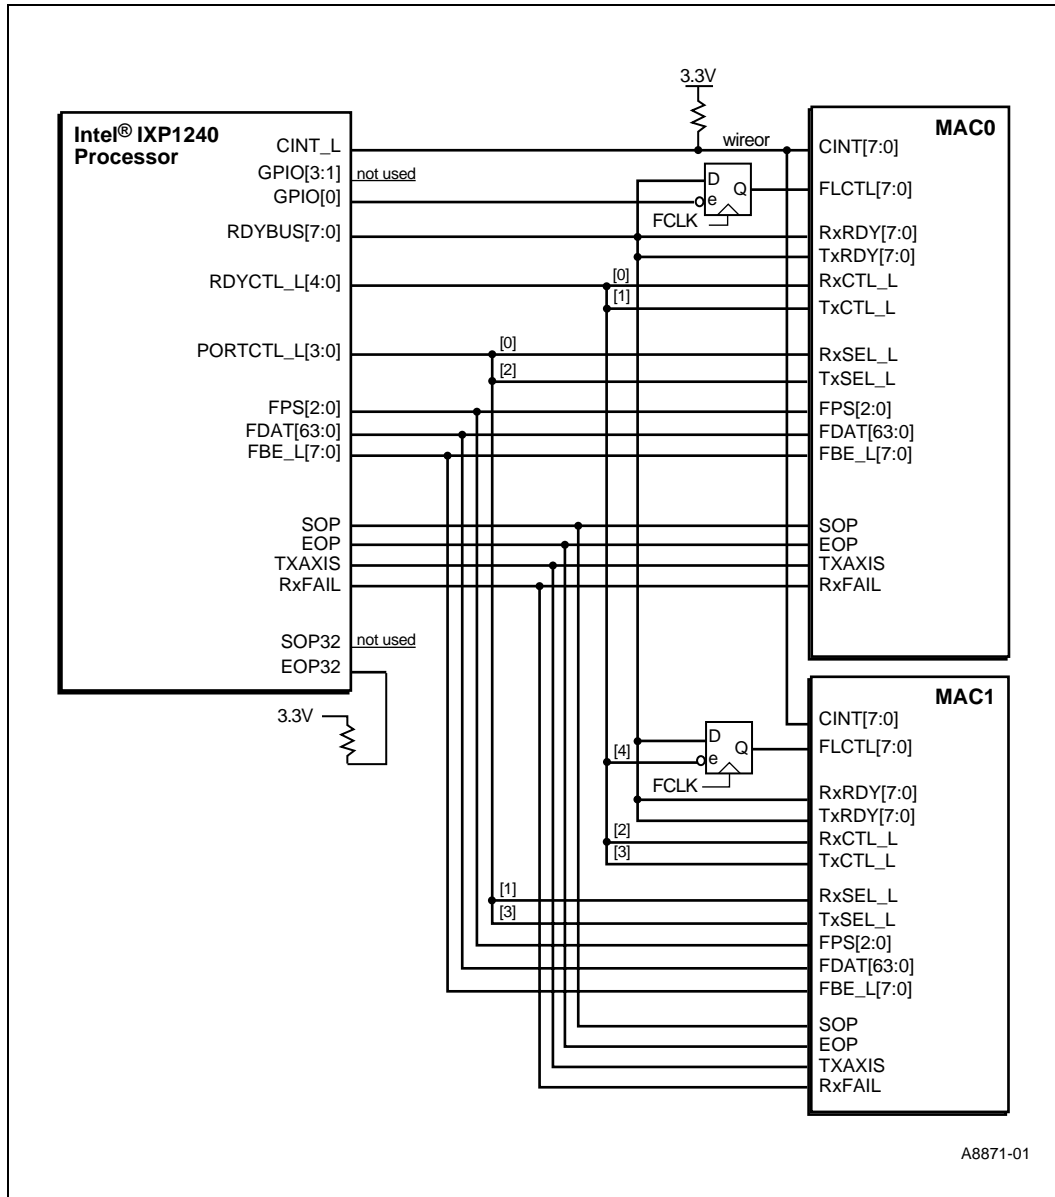 3.3V
Intel® IXP1240
Processor
CINT_L
GPIO[3:1]
not used
GPIO[0]
RDYBUS[7:0]
RDYCTL_L[4:0]
PORTCTL_L[3:0]
FPS[2:0]
FDAT[63:0]
FBE_L[7:0]
SOP
EOP
TXAXIS
RxFAIL
SOP32
not used
EOP32
3.3V
wireor
D
Q
e
FCLK
[0]
[1]
[0]
[2]
MAC0
CINT[7:0]
FLCTL[7:0]
RxRDY[7:0]
TxRDY[7:0]
RxCTL_L
TxCTL_L
RxSEL_L
TxSEL_L
FPS[2:0]
FDAT[63:0]
FBE_L[7:0]
SOP
EOP
TXAXIS
RxFAIL
D
Q
[4]
e
FCLK
[2]
[3]
[1]
[3]
MAC1
CINT[7:0]
FLCTL[7:0]
RxRDY[7:0]
TxRDY[7:0]
RxCTL_L
TxCTL_L
RxSEL_L
TxSEL_L
FPS[2:0]
FDAT[63:0]
FBE_L[7:0]
SOP
EOP
TXAXIS
RxFAIL
A8871-01